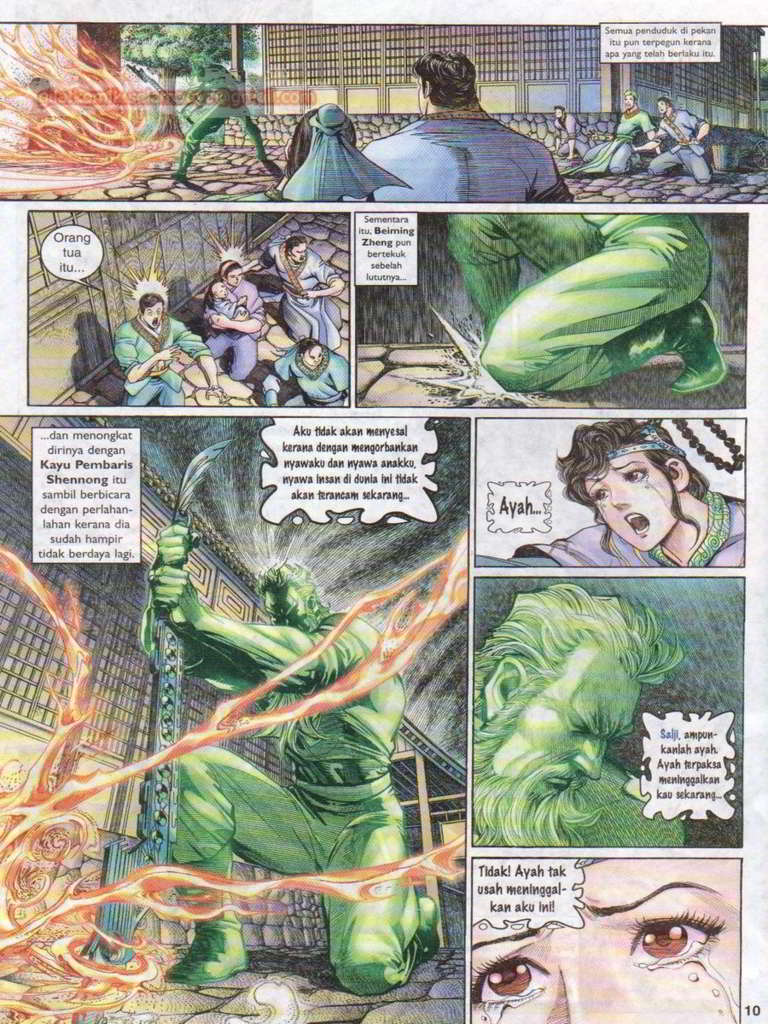 Semua penduduk di pekan
itu pun terpegun kerana
apa yang telah berlaku itu.
Orang
tua
itu...
Sementara
itu, Beiming
Zheng pun
bertekuk
sebelah
lututnya...
...dan menongkat
dirinya dengan
Kayu Pembaris
Shennong itu
sambil berbicara
dengan perlahan-
lahan kerana dia
sudah hampir
tidak berdaya lagi.
Aku tidak akan menyesal
kerana dengan mengorbankan
nyawaku dan nyawa anakku,
nyawa insan di dunia ini tidak
akan terancam sekarang...
Ayah...
Saiji, ampun-
kanlah ayah.
Ayah terpaksa
meninggalkan
kau sekarang...
Tidak! Ayah tak
usah meninggal-
kan aku ini!
10